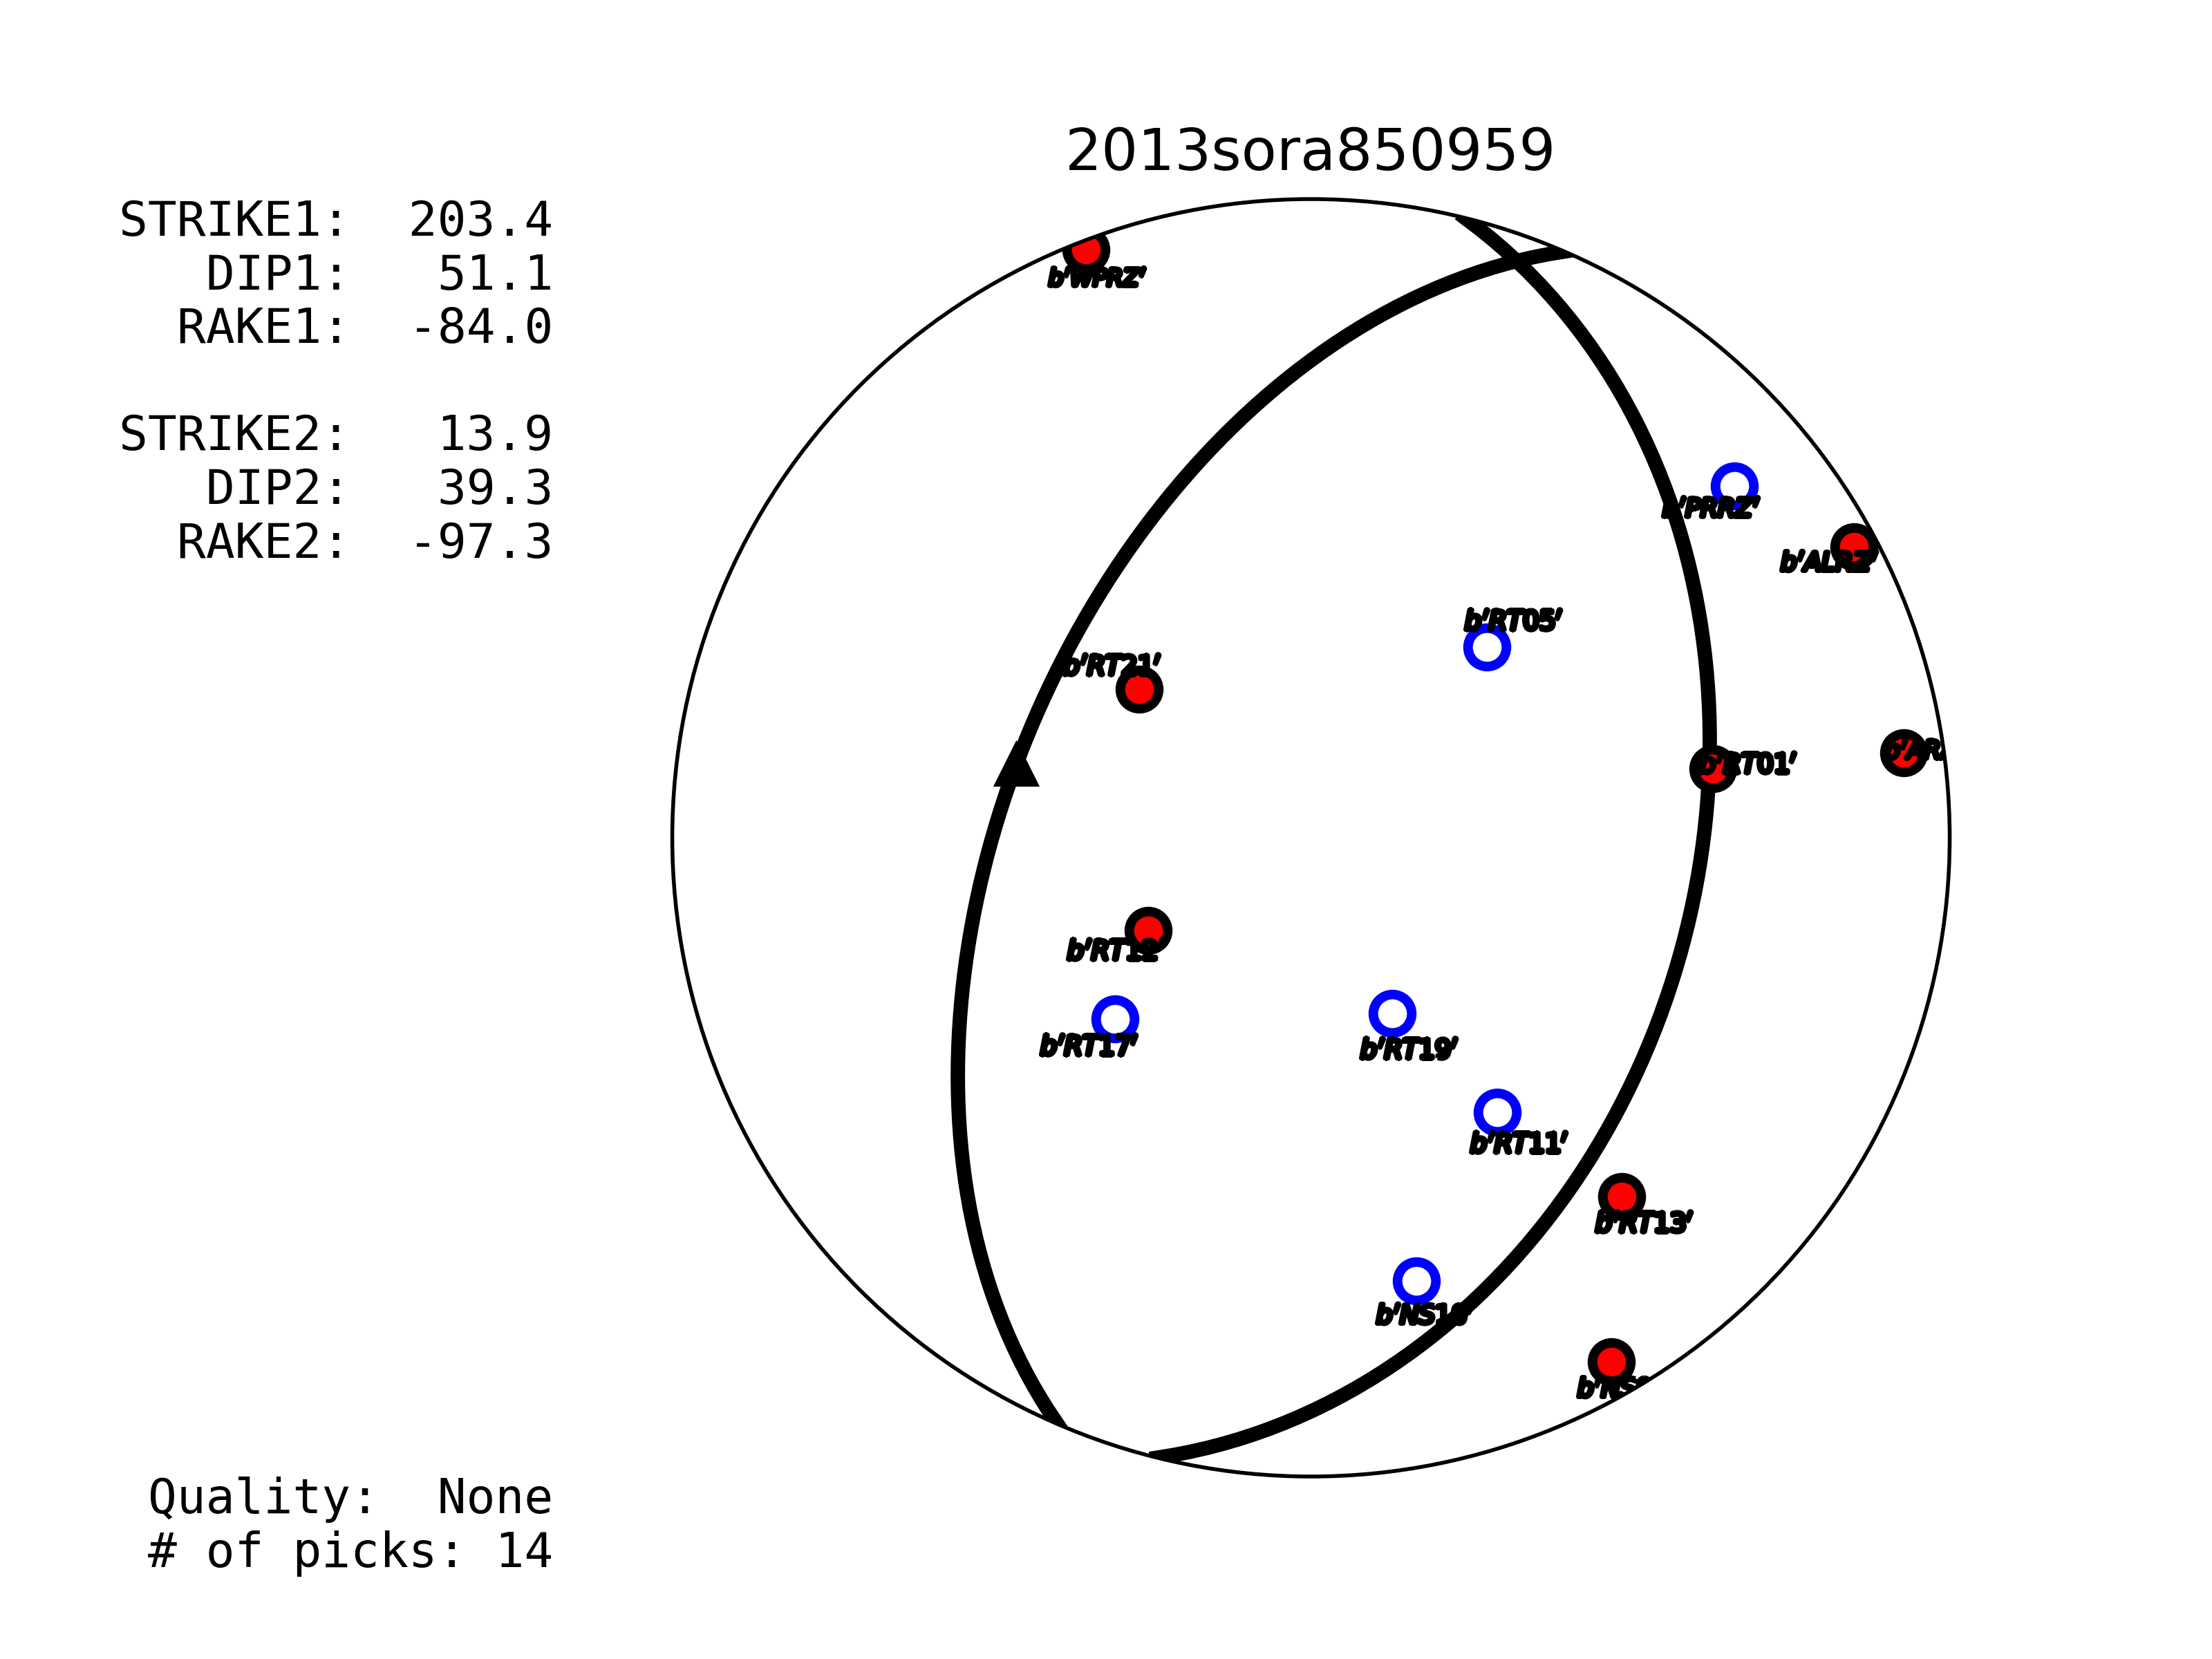 2013sora850959
STRIKE1: 203.4
DIP1: 51.1
RAKE1: -84.0
STRIKE2: 13.9
DIP2: 39.3
RAKE2: -97.3
b'WPRZ'
b'PRRZ'
b'ALRZ'
b'RT05'
b'RT21'
b'RT01'
b'RT12'
b'RT17'
b'RT19'
b'RT11'
b'RT13'
Quality: None
# of picks: 14